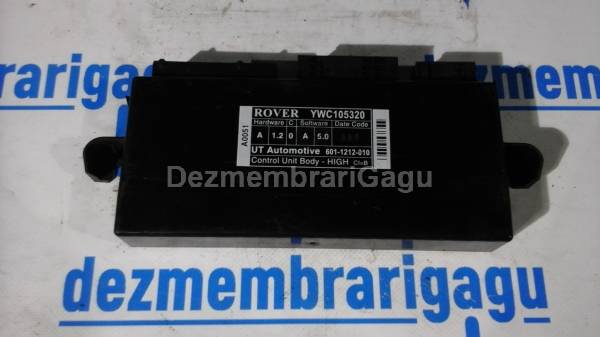 dezmembrarigagu
ROVER YWC105320
Hardware C Software Date Code
A 1.2 0 A 5.0
UT Automotive 601-1212-010
Control Unit Body - HIGH
A0051
DezmembrariGagu
dezmembrarigagu